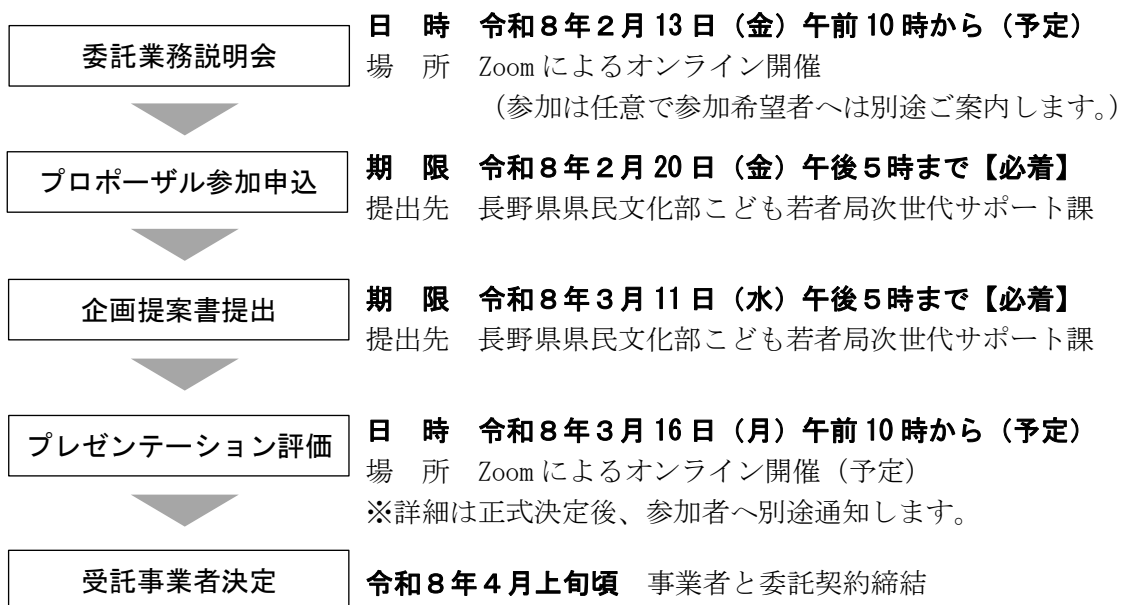 委託業務説明会
日　時　令和８年２月13日（金）午前10時から（予定）
場　所　Zoomによるオンライン開催
（参加は任意で参加希望者へは別途ご案内します。）
プロポーザル参加申込
期　限　令和８年２月20日（金）午後５時まで【必着】
提出先　長野県県民文化部こども若者局次世代サポート課
企画提案書提出
期　限　令和８年３月11日（水）午後５時まで【必着】
提出先　長野県県民文化部こども若者局次世代サポート課
プレゼンテーション評価
日　時　令和８年３月16日（月）午前10時から（予定）
場　所　Zoomによるオンライン開催（予定）
※詳細は正式決定後、参加者へ別途通知します。
受託事業者決定
令和８年４月上旬頃　事業者と委託契約締結